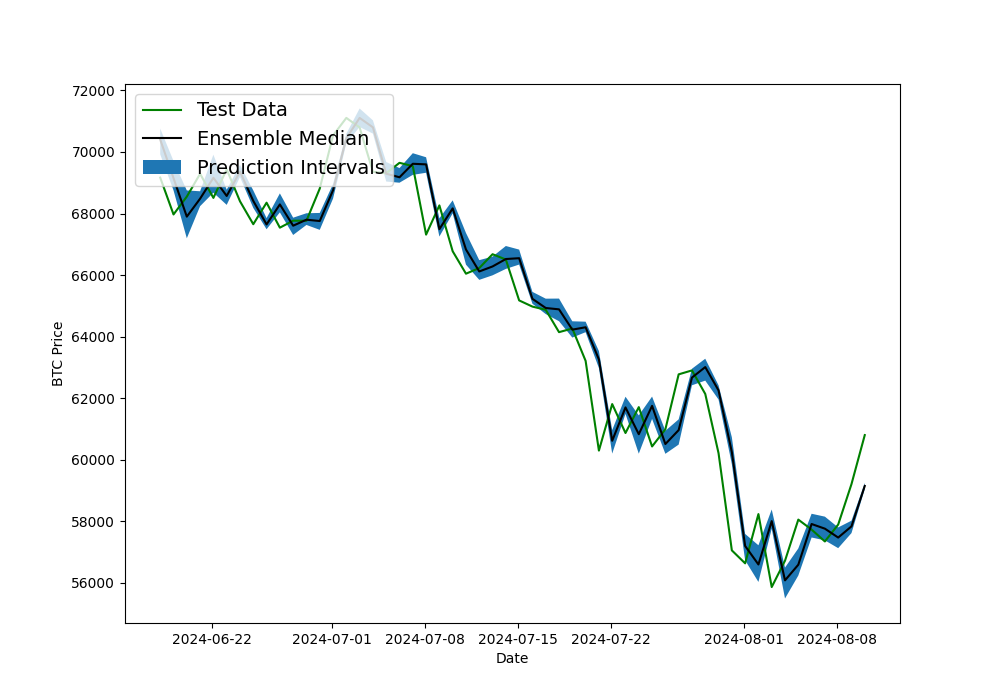 72000
70000
68000
66000
64000
62000
60000
58000
56000
BTC Price
Test Data
Ensemble Median
Prediction Intervals
2024-06-22 2024-07-01 2024-07-08 2024-07-15 2024-07-22 2024-08-01 2024-08-08
Date